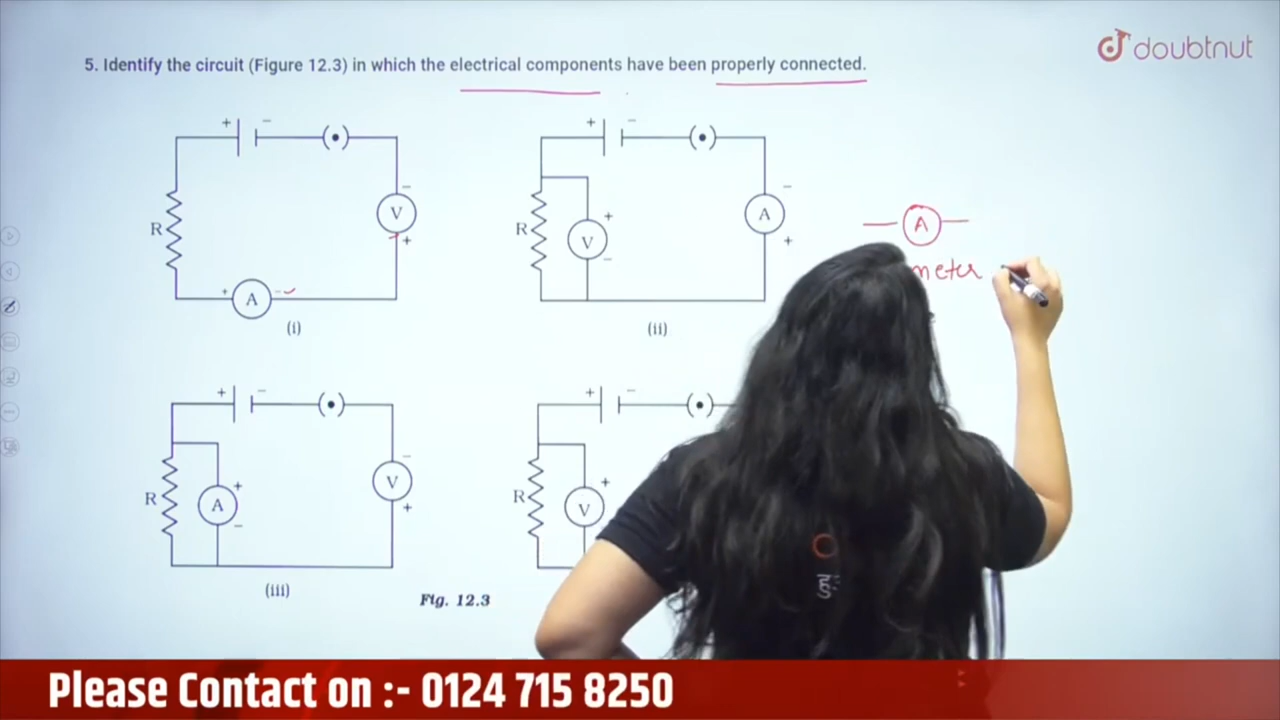 doubtnut
5. Identify the circuit (Figure 12.3) in which the electrical components have been properly connected.
+ -
R
V
-
+
+ A -
(i)
+ -
R
V
+
-
A
-
+
(ii)
A
meter
+ -
R
A
+
-
V
-
+
(iii)
+ -
R
V
+
Fig. 12.3
Please Contact on :- 0124 715 8250